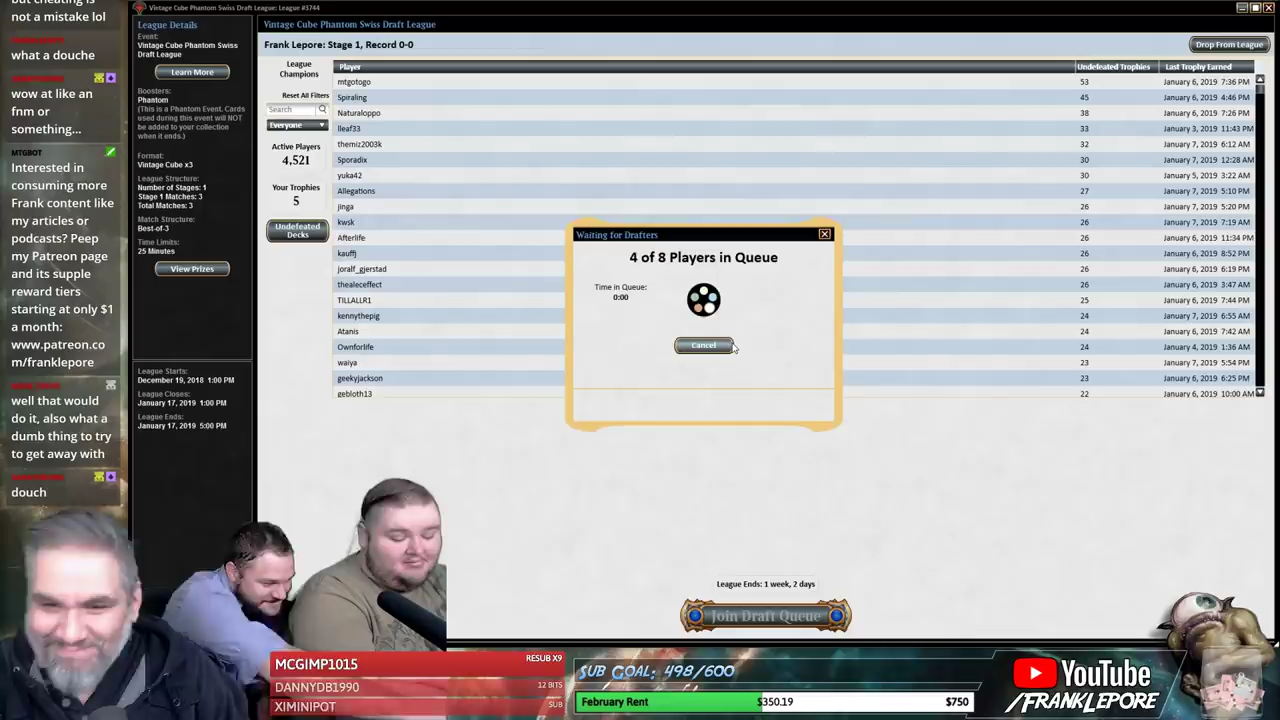 but cheating is
not a mistake lol
what a douche
wow at like an
fnm or
something...
MTGBOT
Interested in
consuming more
Frank content like
my articles or
podcasts? Peep
my Patreon page
and its supple
reward tiers
starting at only $1
a month:
www.patreon.co
m/franklepore
well that would
do it, also what a
dumb thing to try
to get away with
douch
Vintage Cube Phantom Swiss Draft League: League #3744
League Details
Event:
Vintage Cube Phantom Swiss
Draft League
Learn More
Boosters:
Phantom
(This is a Phantom Event. Cards
used during this event will NOT
be added to your collection
when it ends.)
Format:
Vintage Cube x3
League Structure:
Number of Stages: 1
Stage 1 Matches: 3
Total Matches: 3
Match Structure:
Best-of-3
Time Limits:
25 Minutes
View Prizes
League Starts:
December 19, 2018 1:00 PM
League Closes:
January 17, 2019 1:00 PM
League Ends:
January 17, 2019 5:00 PM
Vintage Cube Phantom Swiss Draft League
Frank Lepore: Stage 1, Record 0-0
Drop From League
League
Champions
Reset All Filters
Search
Everyone
Active Players
4,521
Your Trophies
5
Undefeated
Decks
Player Undefeated Trophies Last Trophy Earned
mtgotogo 53 January 6, 2019 7:36 PM
Spiraling 45 January 6, 2019 4:46 PM
Naturaloppo 38 January 6, 2019 7:26 PM
lleaf33 33 January 3, 2019 11:43 PM
themiz2003k 32 January 7, 2019 6:12 AM
Sporadix 30 January 7, 2019 12:28 AM
yuka42 30 January 5, 2019 3:22 AM
Allegations 27 January 7, 2019 5:10 PM
jinga 26 January 7, 2019 5:20 PM
kwsk 26 January 7, 2019 7:19 AM
Afterlife 26 January 6, 2019 11:34 PM
kauffj 26 January 6, 2019 8:52 PM
joralf_gjerstad 26 January 6, 2019 6:19 PM
thealeceffect 26 January 6, 2019 3:47 AM
TILLALLR1 25 January 6, 2019 7:44 PM
kennythepig 24 January 7, 2019 6:55 AM
Atanis 24 January 6, 2019 7:42 AM
Ownforlife 24 January 4, 2019 1:36 AM
waiya 23 January 7, 2019 5:54 PM
geekyjackson 23 January 6, 2019 6:25 PM
gebloth13 22 January 6, 2019 10:00 AM
Waiting for Drafters
4 of 8 Players in Queue
Time in Queue:
0:00
Cancel
League Ends: 1 week, 2 days
Join Draft Queue
MCGIMP1015 RESUB X9
DANNYDB1990 12 BITS
XIMINIPOT SUB
SUB GOAL: 498/600
February Rent $350.19 $750
YouTube
/FRANKLEPORE